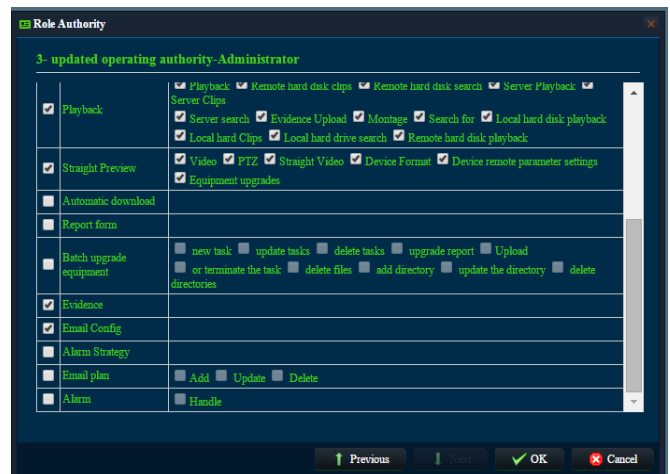 Role Authority
3- updated operating authority-Administrator
Playback
Playback Remote hard disk clips Remote hard disk search Server Playback
Server Clips
Server search Evidence Upload Montage Search for Local hard disk playback
Local hard Clips Local hard drive search Remote hard disk playback
Straight Preview
Video PTZ Straight Video Device Format Device remote parameter settings
Equipment upgrades
Automatic download
Report form
Batch upgrade
equipment
new task update tasks delete tasks upgrade report Upload
or terminate the task delete files add directory update the directory delete
directories
Evidence
Email Config
Alarm Strategy
Email plan
Add Update Delete
Alarm
Handle
Previous Next OK Cancel